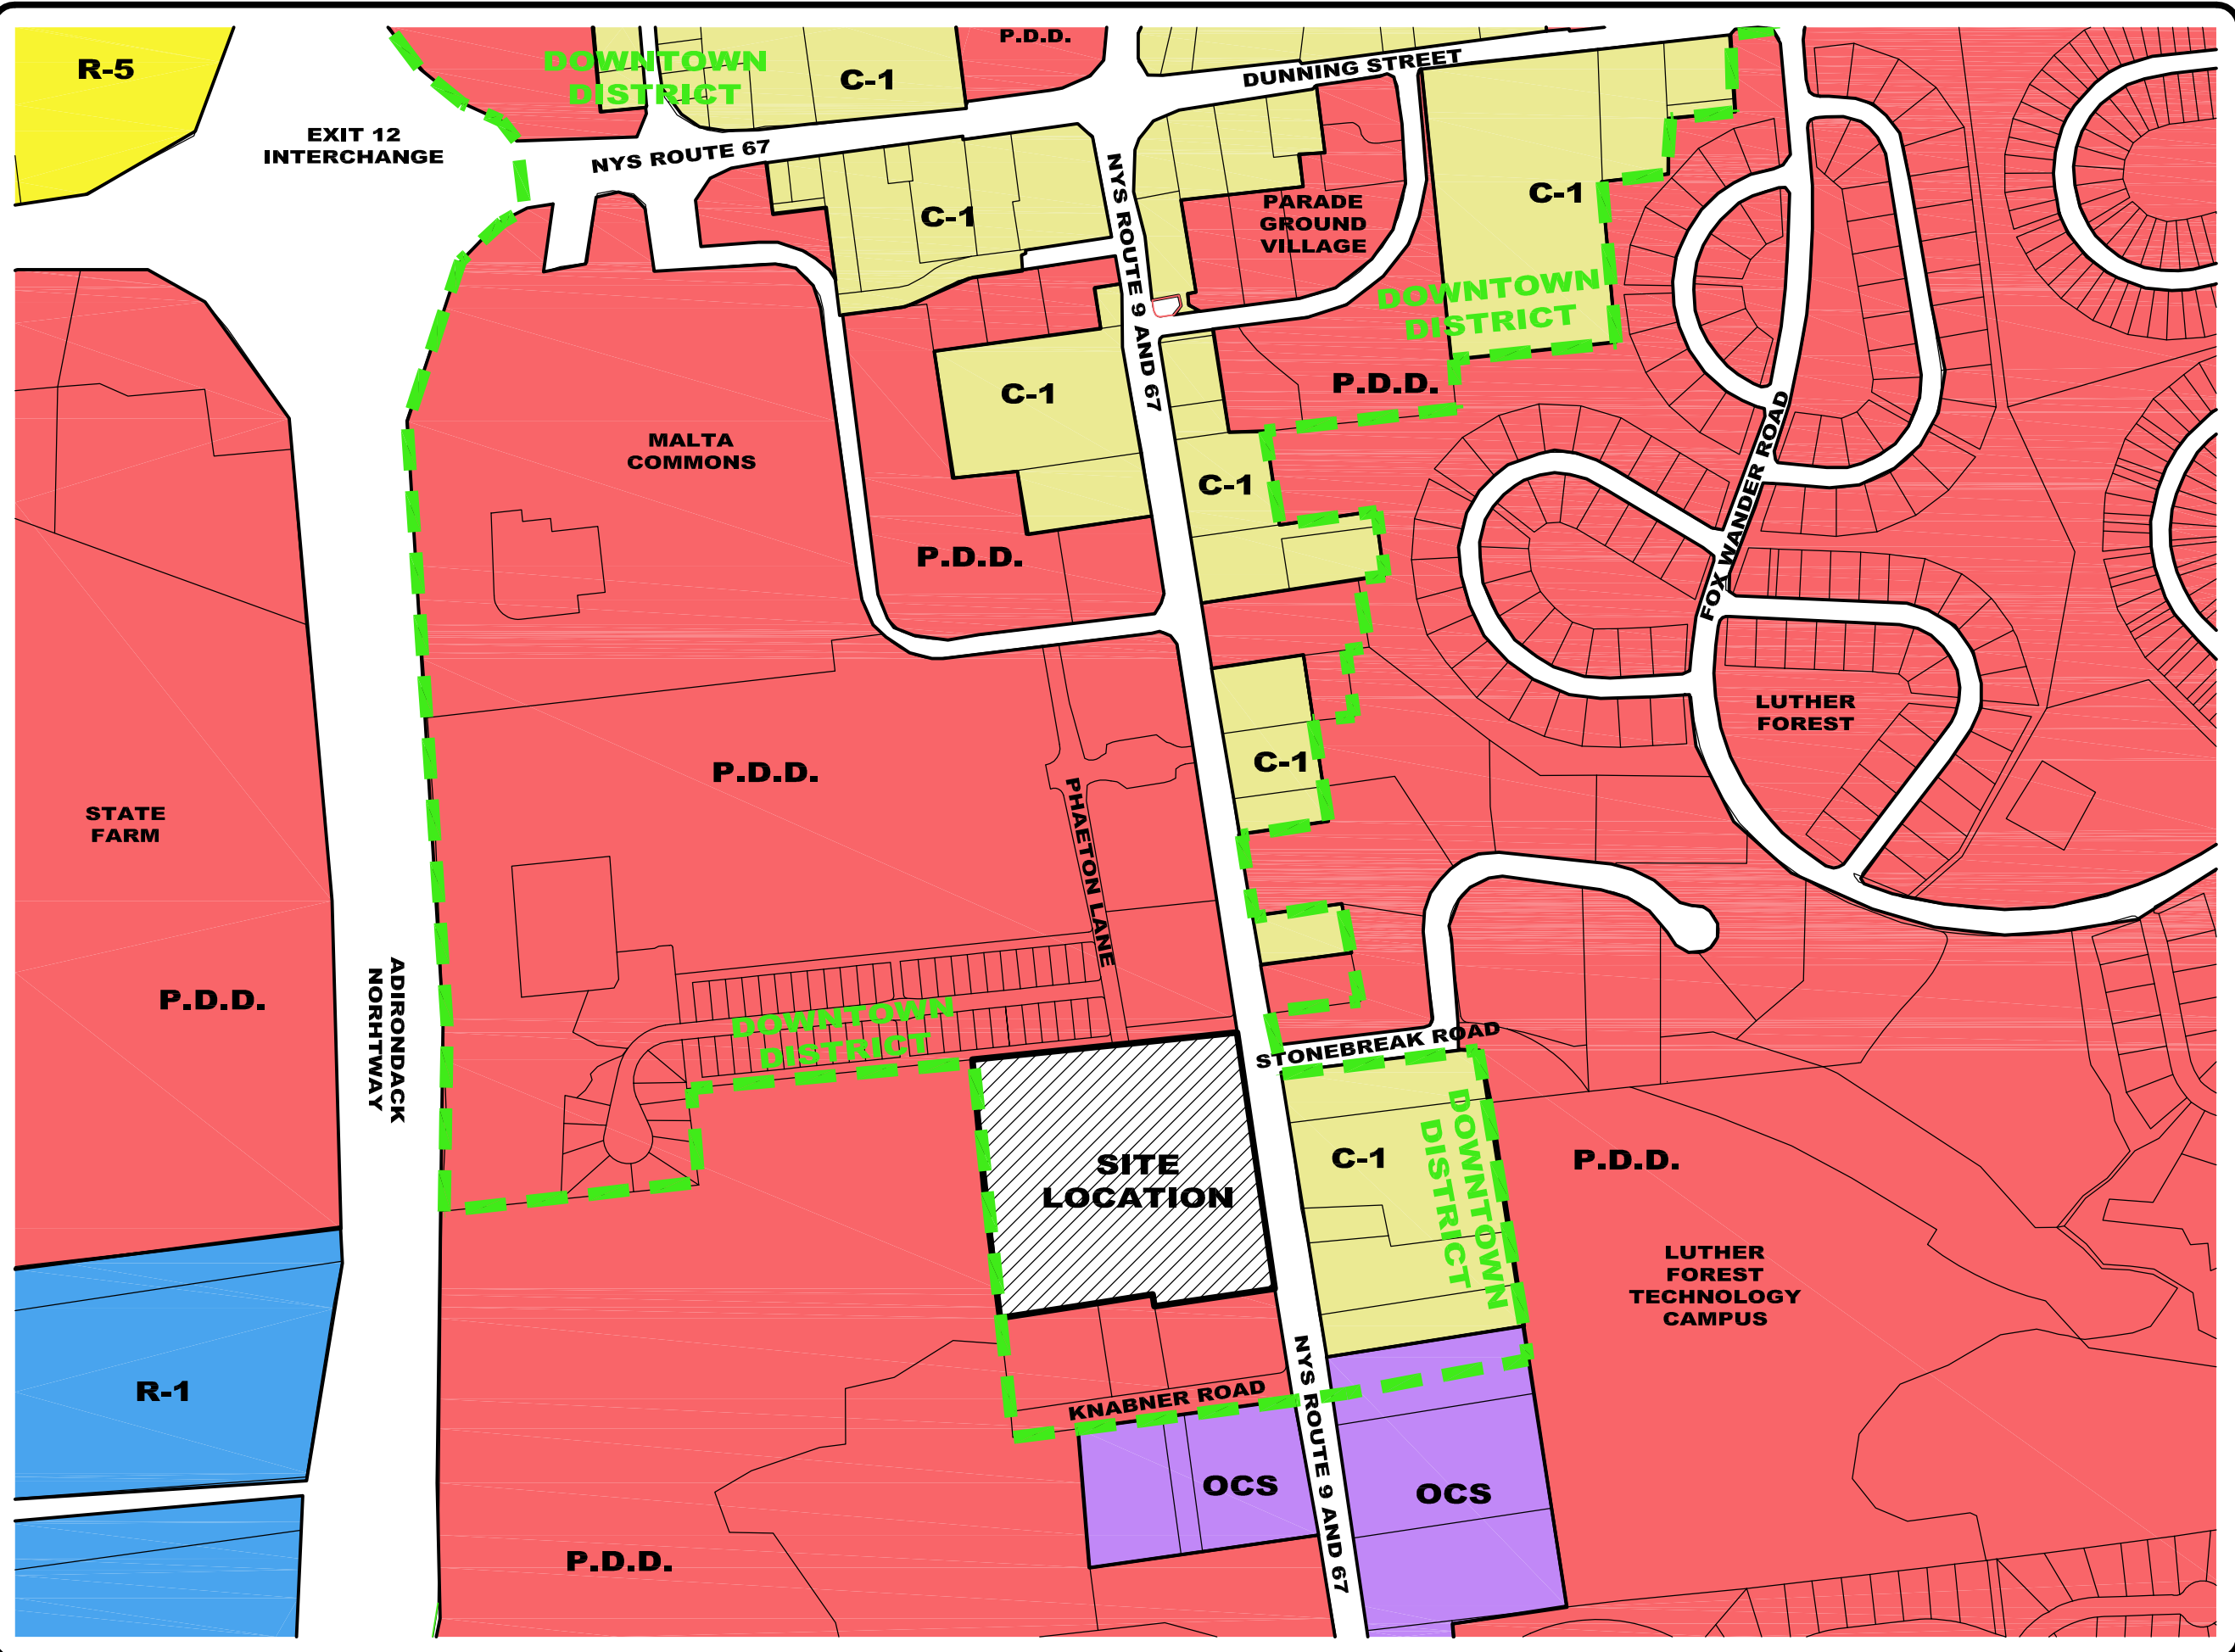 P.D.D.
R-5
DOWNTOWN
DISTRICT
C-1
DUNNING STREET
EXIT 12
INTERCHANGE
NYS ROUTE 67
C-1
NYS ROUTE 9 AND 67
PARADE
GROUND
VILLAGE
C-1
DOWNTOWN
DISTRICT
C-1
P.D.D.
MALTA
COMMONS
C-1
FOX WANDER ROAD
P.D.D.
LUTHER
FOREST
P.D.D.
C-1
STATE
FARM
PHAETON LANE
P.D.D.
ADIRONDACK
NORHTWAY
DOWNTOWN
DISTRICT
STONEBREAK ROAD
SITE
LOCATION
C-1
DOWNTOWN
DISTRICT
P.D.D.
LUTHER
FOREST
TECHNOLOGY
CAMPUS
R-1
KNABNER ROAD
NYS ROUTE 9 AND 67
OCS
OCS
P.D.D.